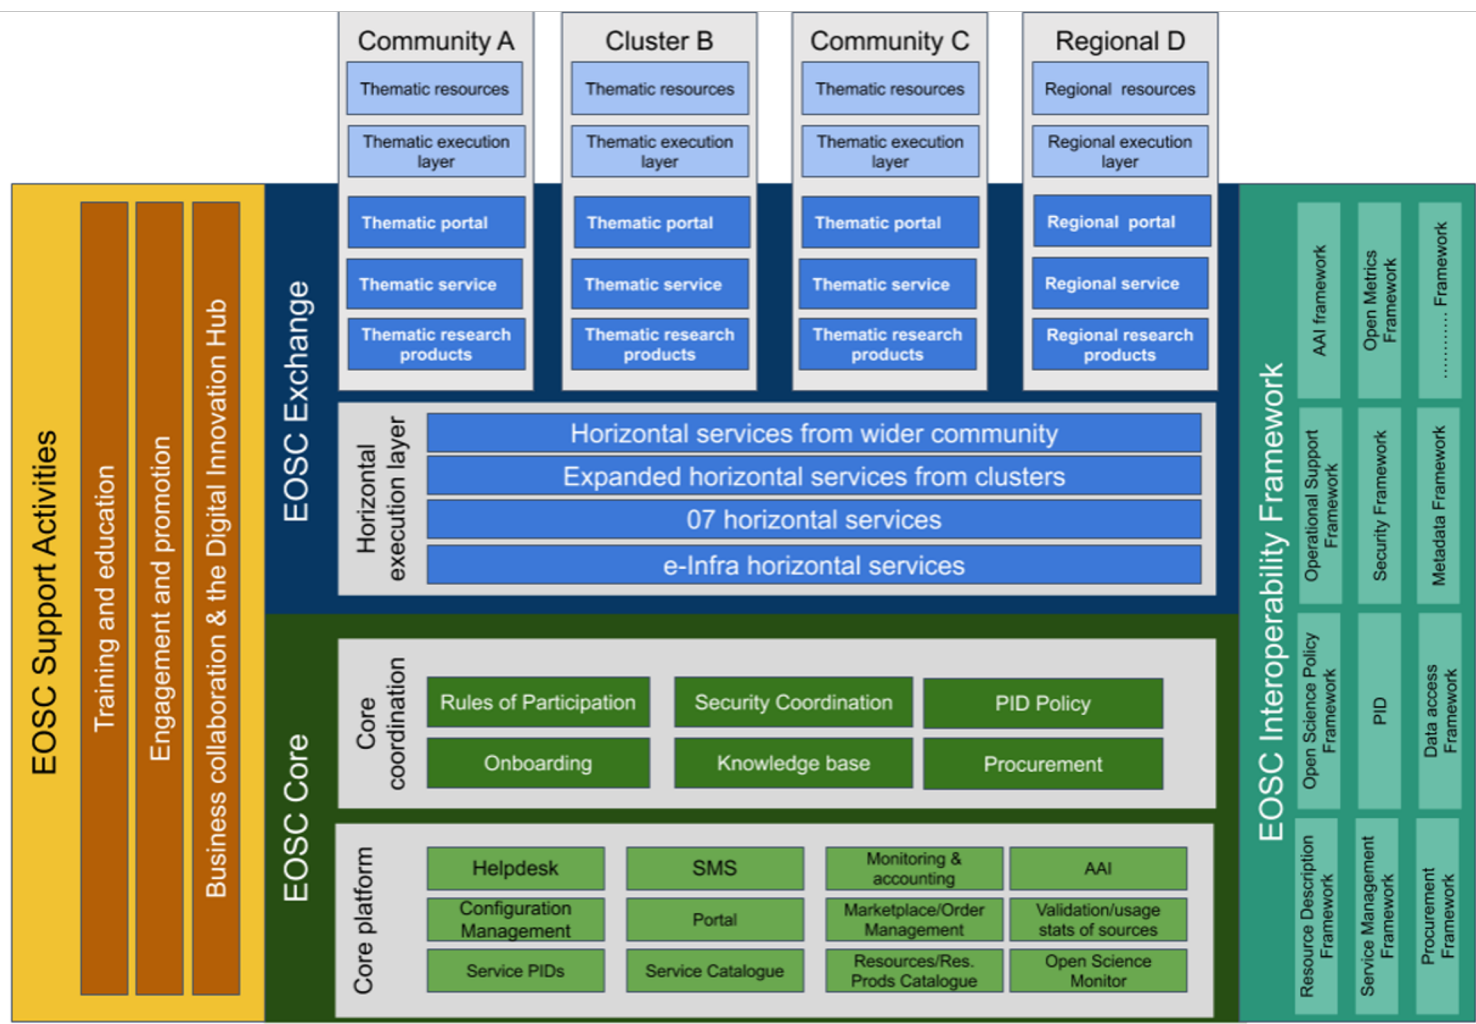 Community A
Thematic resources
Thematic execution
layer
Thematic portal
Thematic service
Thematic research
products
Cluster B
Thematic resources
Thematic execution
layer
Thematic portal
Thematic service
Thematic research
products
Community C
Thematic resources
Thematic execution
layer
Thematic portal
Thematic service
Thematic research
products
Regional D
Regional resources
Regional execution
layer
Regional portal
Regional service
Regional research
products
EOSC Support Activities
Training and education
Engagement and promotion
Business collaboration & the Digital Innovation Hub
EOSC Exchange
Horizontal
execution layer
Horizontal services from wider community
Expanded horizontal services from clusters
07 horizontal services
e-Infra horizontal services
EOSC Core
Core
coordination
Rules of Participation
Security Coordination
PID Policy
Onboarding
Knowledge base
Procurement
Core platform
Helpdesk
SMS
Monitoring &
accounting
AAI
Configuration
Management
Portal
Marketplace/Order
Management
Validation/usage
stats of sources
Service PIDs
Service Catalogue
Resources/Res.
Prods Catalogue
Open Science
Monitor
EOSC Interoperability Framework
AAI framework
Open Metrics
Framework
........... Framework
Operational Support
Framework
Security Framework
Metadata Framework
Open Science Policy
Framework
PID
Data access
Framework
Resource Description
Framework
Service Management
Framework
Procurement
Framework